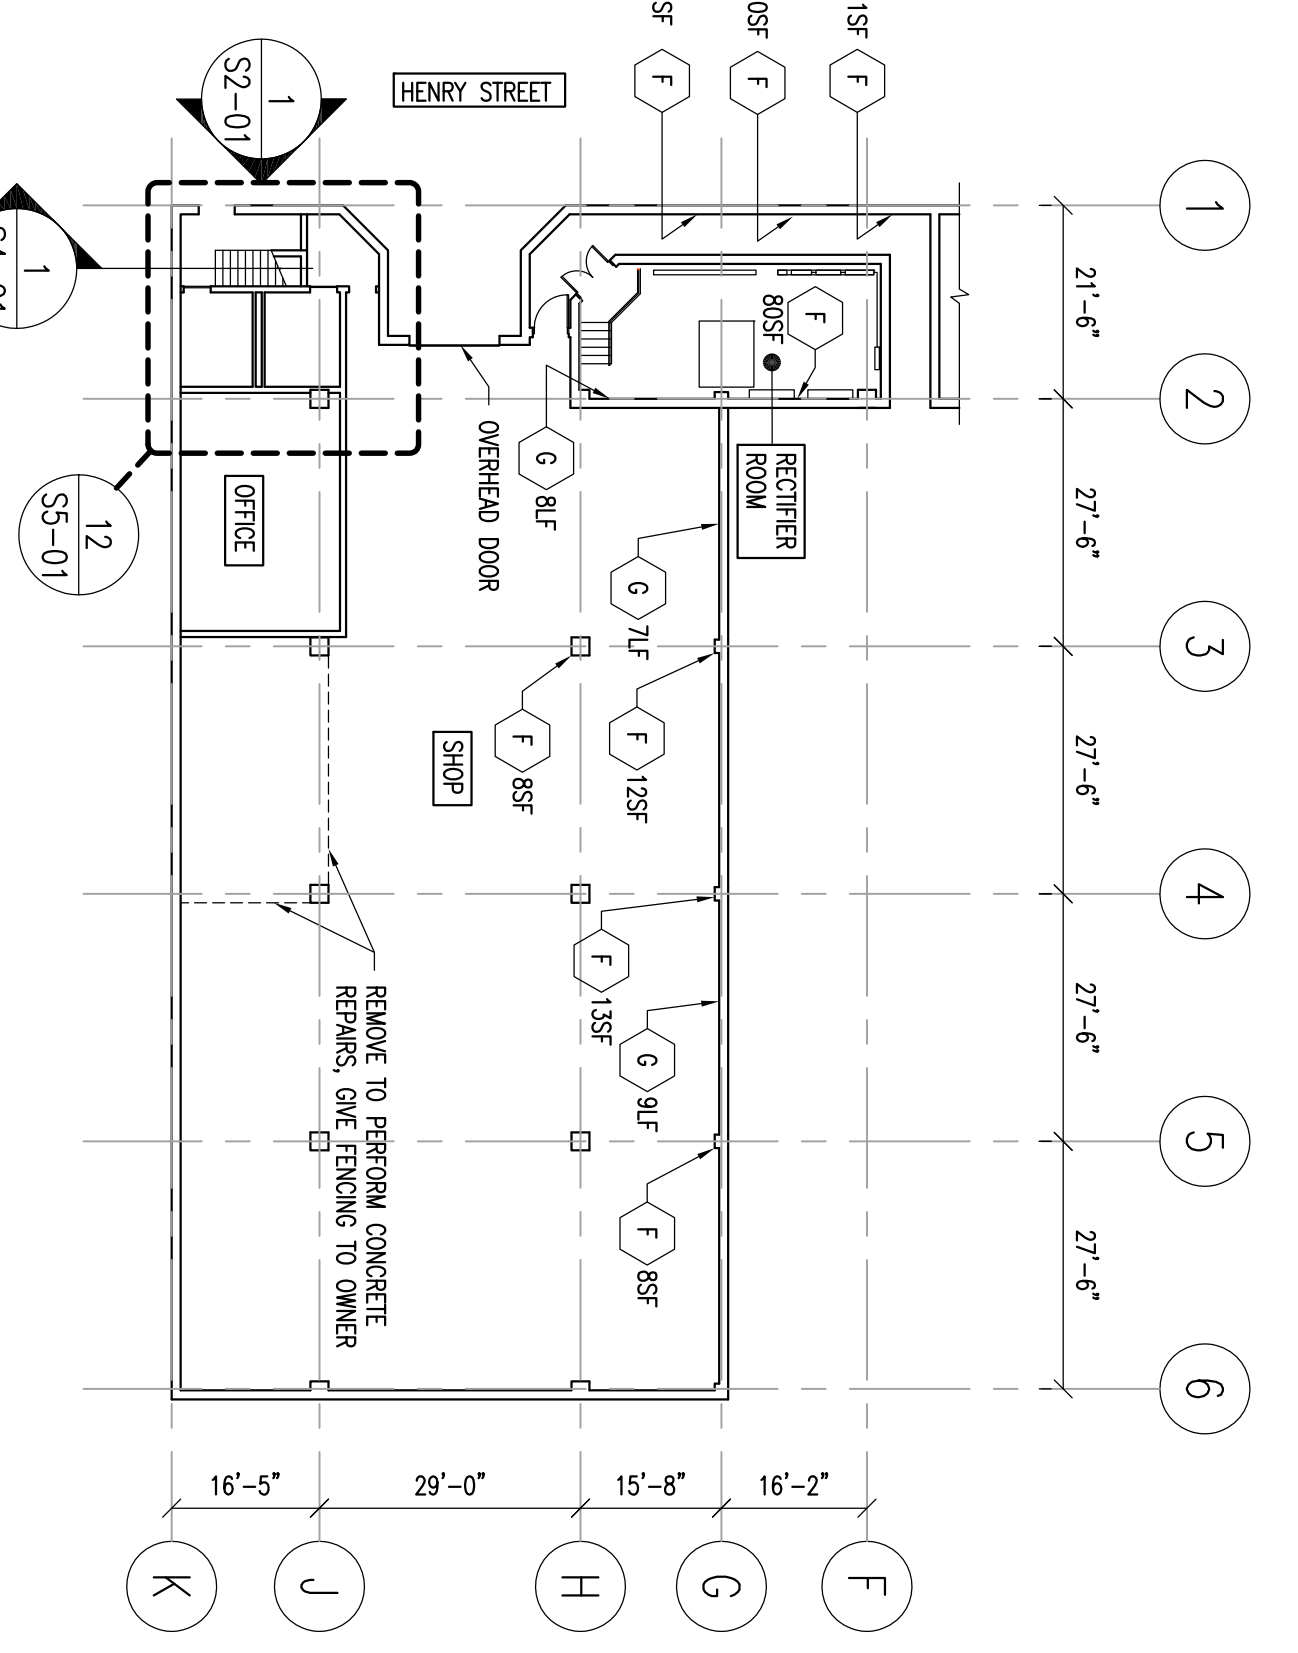 HENRY STREET
1
S2-01
1
F
F
F
1SF
1
2
3
4
5
6
21'-6"
27'-6"
27'-6"
27'-6"
27'-6"
F
80SF
RECTIFIER
ROOM
G
8LF
OVERHEAD DOOR
OFFICE
12
S5-01
G
7LF
F
12SF
F
8SF
SHOP
F
13SF
G
9LF
F
8SF
REMOVE TO PERFORM CONCRETE
REPAIRS, GIVE FENCING TO OWNER
16'-5"
29'-0"
15'-8"
16'-2"
K
J
H
G
F